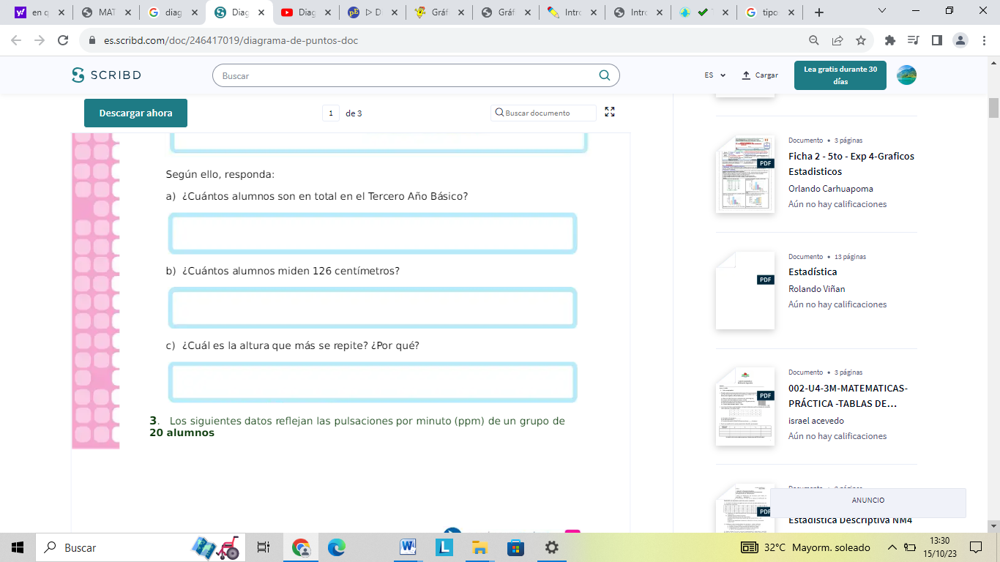 en q
MAT
diag
Diag
Diag
▷ D
Gráf
Gráf
Intro
Intro
tipo
es.scribd.com/doc/246417019/diagrama-de-puntos-doc
SCRIBD
Buscar
ES
Cargar
Lea gratis durante 30
días
Descargar ahora
1 de 3
Buscar documento
Según esto responda:
a) ¿Cuántos alumnos son en total en el Tercero Año Básico?
b) ¿Cuántos alumnos miden 126 centímetros?
c) ¿Cuál es la altura que más se repite? ¿Por qué?
3. Los siguientes datos reflejan las pulsaciones por minuto (ppm) de un grupo de
20 alumnos
Documento • 3 páginas
PDF
Ficha 2 - 5to - Exp 4-Graficos
Estadisticos
Orlando Carhuapoma
Aún no hay calificaciones
Documento • 13 páginas
PDF
Estadística
Rolando Viñan
Aún no hay calificaciones
Documento • 3 páginas
PDF
002-U4-3M-MATEMATICAS-
PRÁCTICA -TABLAS DE...
israel acevedo
Aún no hay calificaciones
PDF
ANUNCIO
Estadística Descriptiva NM4
Buscar
32°C Mayorm. soleado
13:30
15/10/23